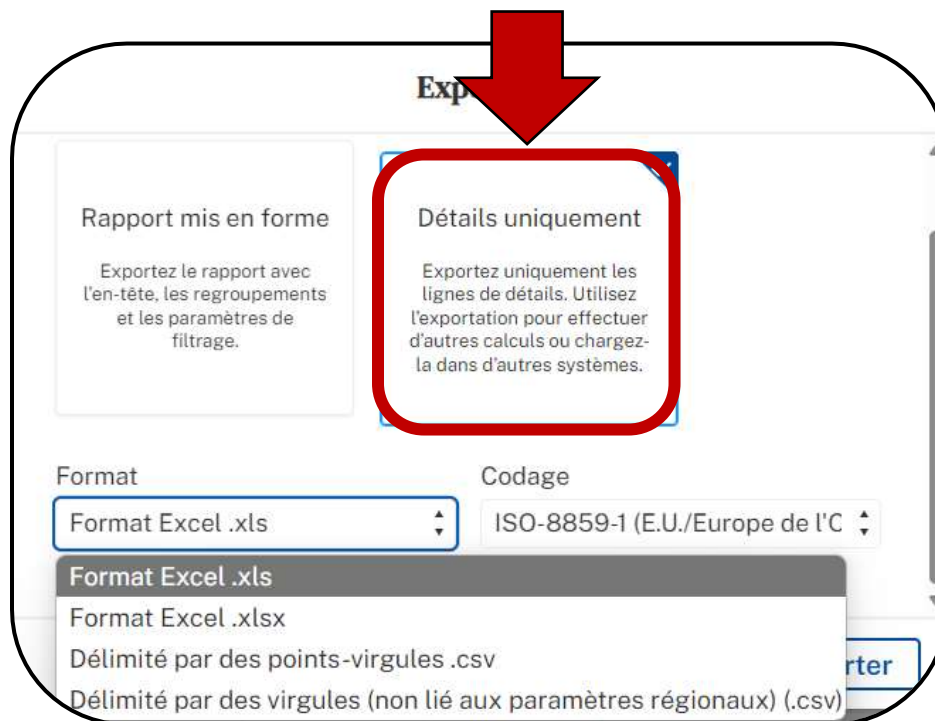 Exp
Rapport mis en forme
Exportez le rapport avec
l'en-tête, les regroupements
et les paramètres de
filtrage.
Détails uniquement
Exportez uniquement les
lignes de détails. Utilisez
l'exportation pour effectuer
d'autres calculs ou chargez-
la dans d'autres systèmes.
Format
Codage
Format Excel .xls
ISO-8859-1 (E.U./Europe de l'O
Format Excel .xls
Format Excel .xlsx
Délimité par des points-virgules .csv
rter
Délimité par des virgules (non lié aux paramètres régionaux) (.csv)